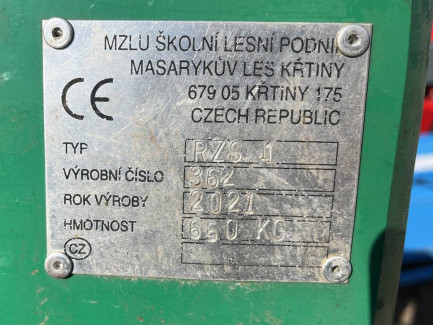 MZLU ŠKOLNÍ LESNÍ PODNIK
MASARYKŮV LES KŘTINY
679 05 KŘTINY 175
CE
CZECH REPUBLIC
TYP RZS 1
VÝROBNÍ ČÍSLO 362
ROK VÝROBY 2021
HMOTNOST 650 KG
CZ